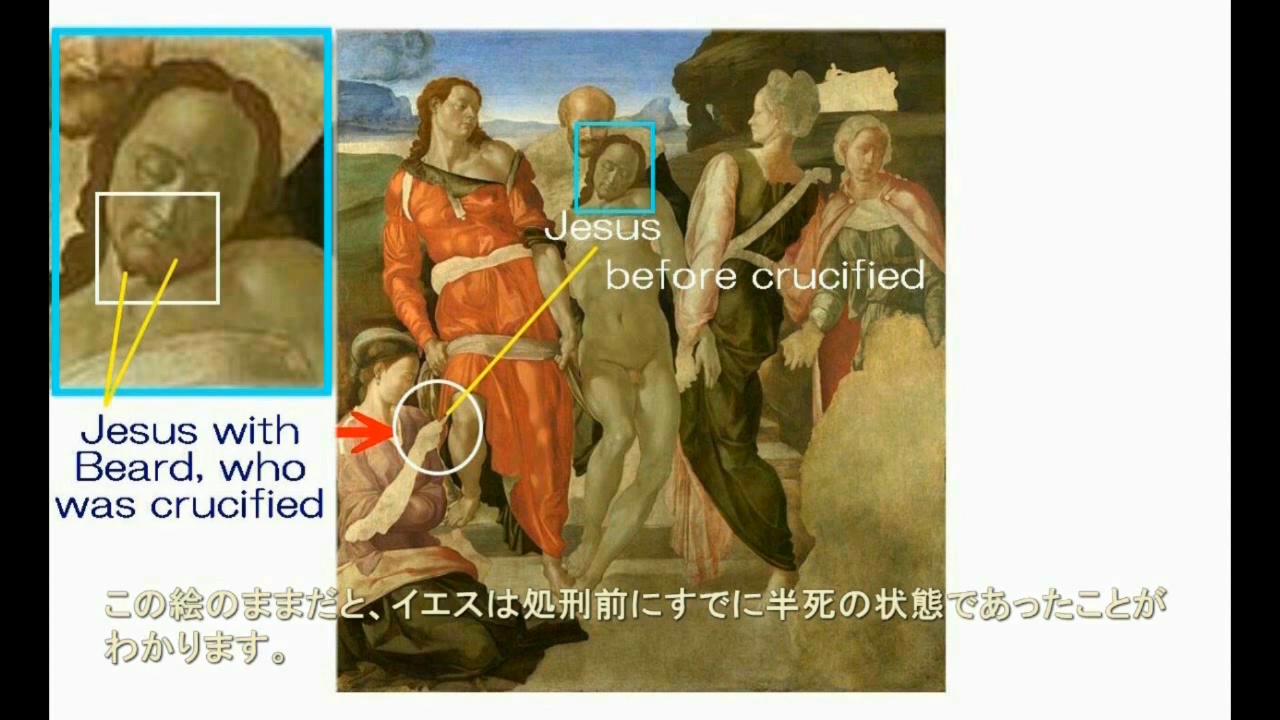 Jesus
before crucified
Jesus with
Beard, who
was crucified
この絵のままだと、イエスは処刑前にすでに半死の状態であったことが
わかります。